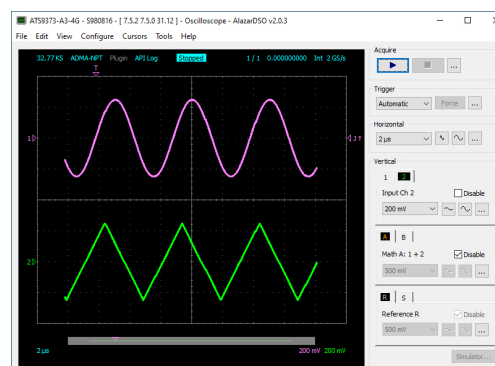 ATS9373-A3-4G - S980816 - [ 7.5.2 7.5.0 31.12 ] - Oscilloscope - AlazarDSO v2.0.3
File Edit View Configure Cursors Tools Help
32.77 KS ADMA-NPT Plugin API Log Stopped 1 / 1 0.000000000 Int 2 GS/s
T
1
1
2
2 µs 200 mV 200 mV
Acquire
...
Trigger
Automatic Force ...
Horizontal
2 µs ...
Vertical
1 2
Input Ch 2 Disable
200 mV ...
A B
Math A: 1 + 2 Disable
500 mV ...
R S
Reference R Disable
500 mV ...
Simulator...